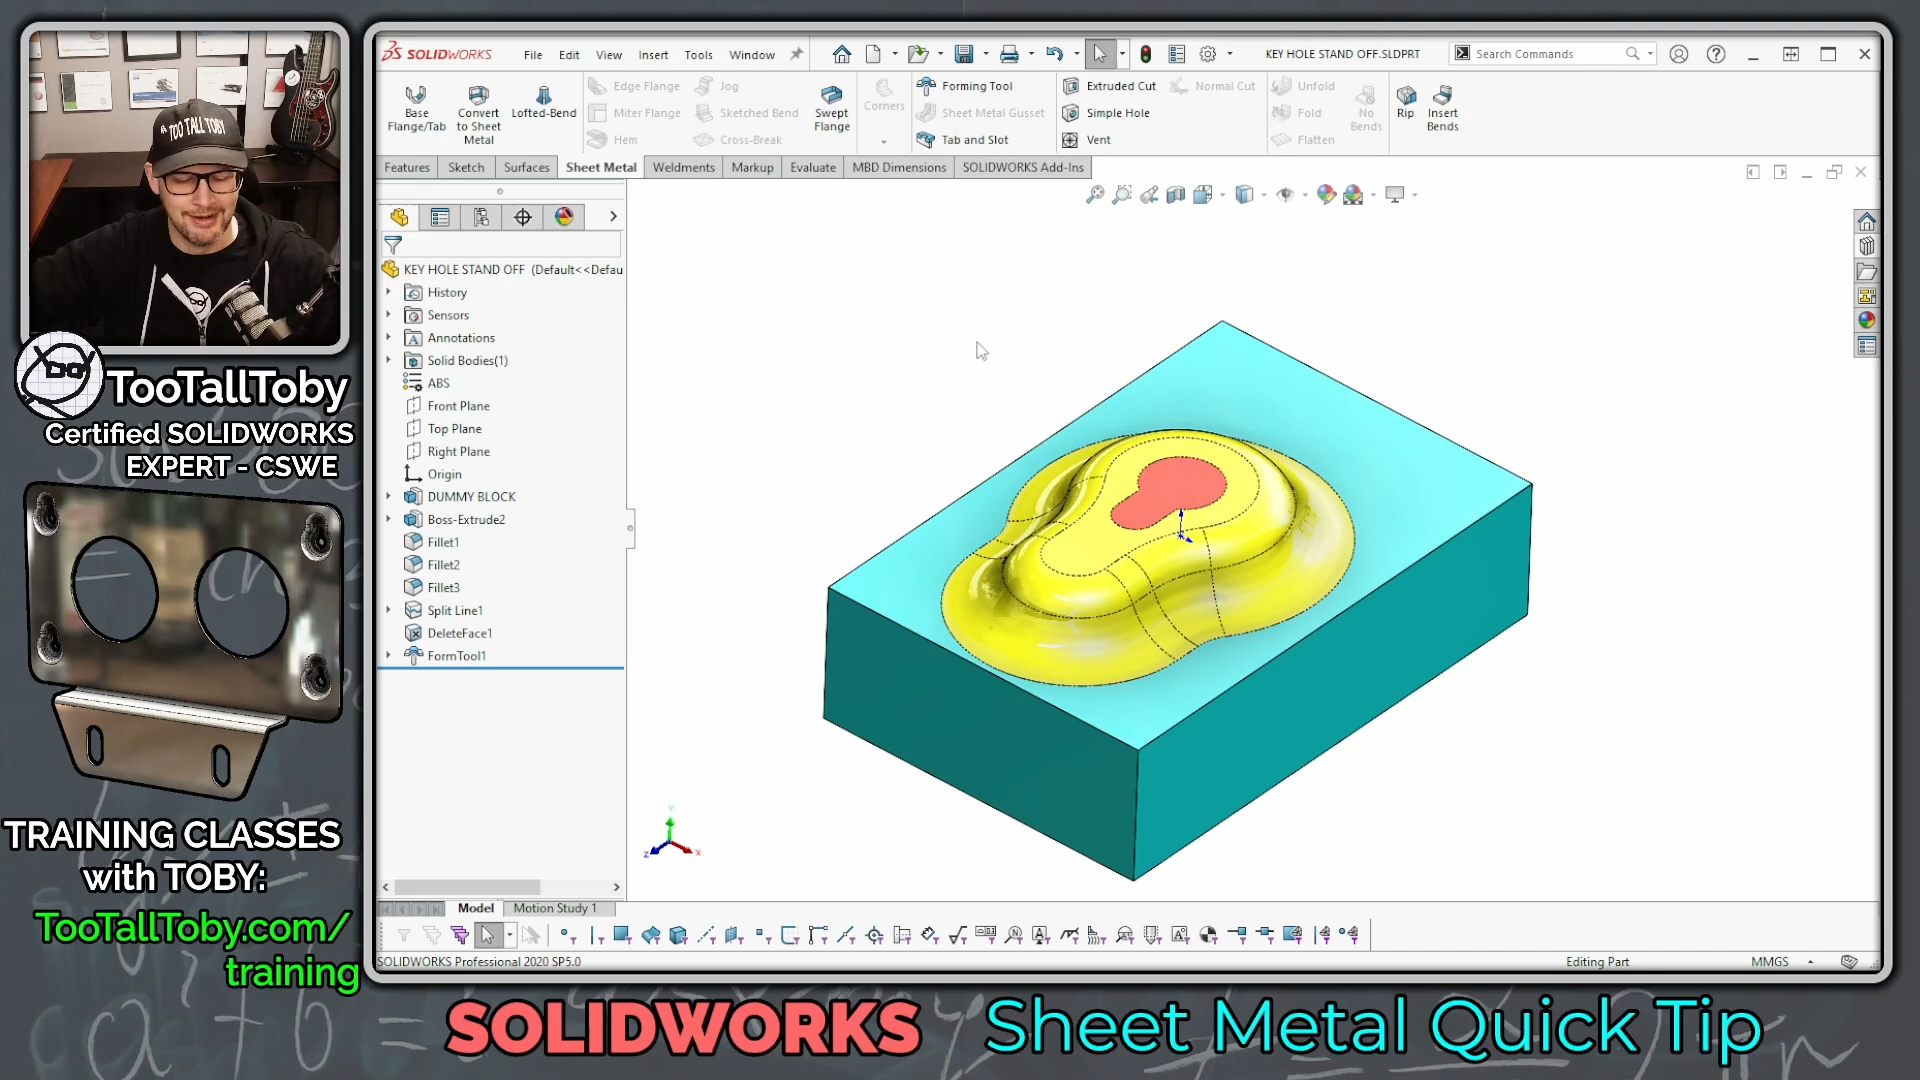 SOLIDWORKS
File Edit View Insert Tools Window
KEY HOLE STAND OFF.SLDPRT
Search Commands
Base Flange/Tab
Convert to Sheet Metal
Lofted-Bend
Edge Flange
Miter Flange
Hem
Jog
Sketched Bend
Cross-Break
Swept Flange
Corners
Forming Tool
Sheet Metal Gusset
Tab and Slot
Extruded Cut
Simple Hole
Vent
Normal Cut
Unfold
Fold
Flatten
No Bends
Rip
Insert Bends
Features Sketch Surfaces Sheet Metal Weldments Markup Evaluate MBD Dimensions SOLIDWORKS Add-Ins
KEY HOLE STAND OFF (Default<<Defau
History
Sensors
Annotations
Solid Bodies(1)
ABS
Front Plane
Top Plane
Right Plane
Origin
DUMMY BLOCK
Boss-Extrude2
Fillet1
Fillet2
Fillet3
Split Line1
DeleteFace1
FormTool1
Model Motion Study 1
SOLIDWORKS Professional 2020 SP5.0
Editing Part
MMGS
TOO TALL TOBY
TooTallToby
Certified SOLIDWORKS
EXPERT - CSWE
TRAINING CLASSES
with TOBY:
TooTallToby.com/
training
SOLIDWORKS Sheet Metal Quick Tip